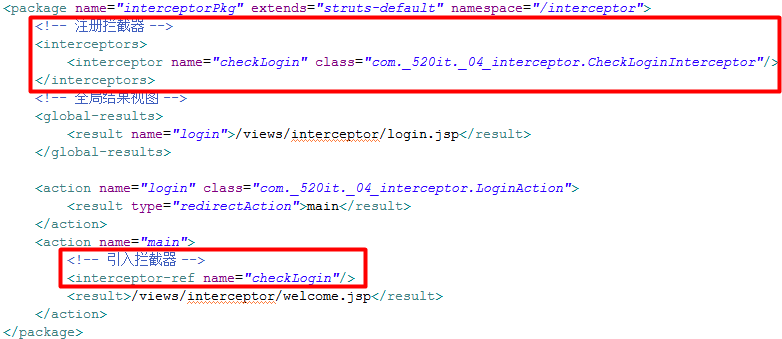 <package name="interceptorPkg" extends="struts-default" namespace="/interceptor">
<!-- 注册拦截器 -->
<interceptors>
<interceptor name="checkLogin" class="com._520it._04_interceptor.CheckLoginInterceptor"/>
</interceptors>
<!-- 全局结果视图 -->
<global-results>
<result name="login">/views/interceptor/login.jsp</result>
</global-results>
<action name="login" class="com._520it._04_interceptor.LoginAction">
<result type="redirectAction">main</result>
</action>
<action name="main">
<!-- 引入拦截器 -->
<interceptor-ref name="checkLogin"/>
<result>/views/interceptor/welcome.jsp</result>
</action>
</package>